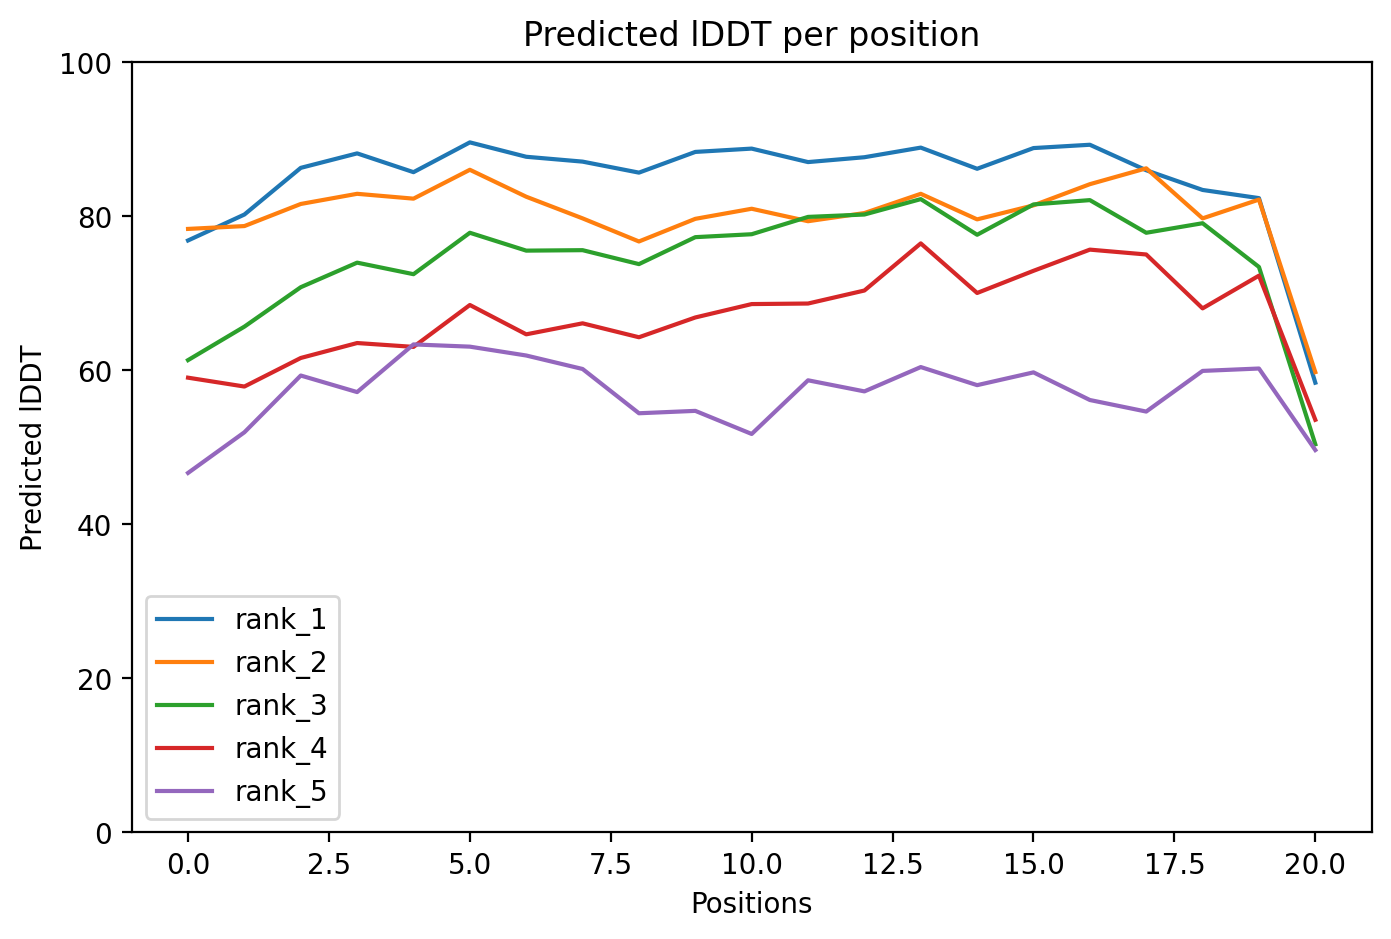 Predicted lDDT per position
100
80
60
40
20
0
Predicted lDDT
rank_1
rank_2
rank_3
rank_4
rank_5
0.0 2.5 5.0 7.5 10.0 12.5 15.0 17.5 20.0
Positions